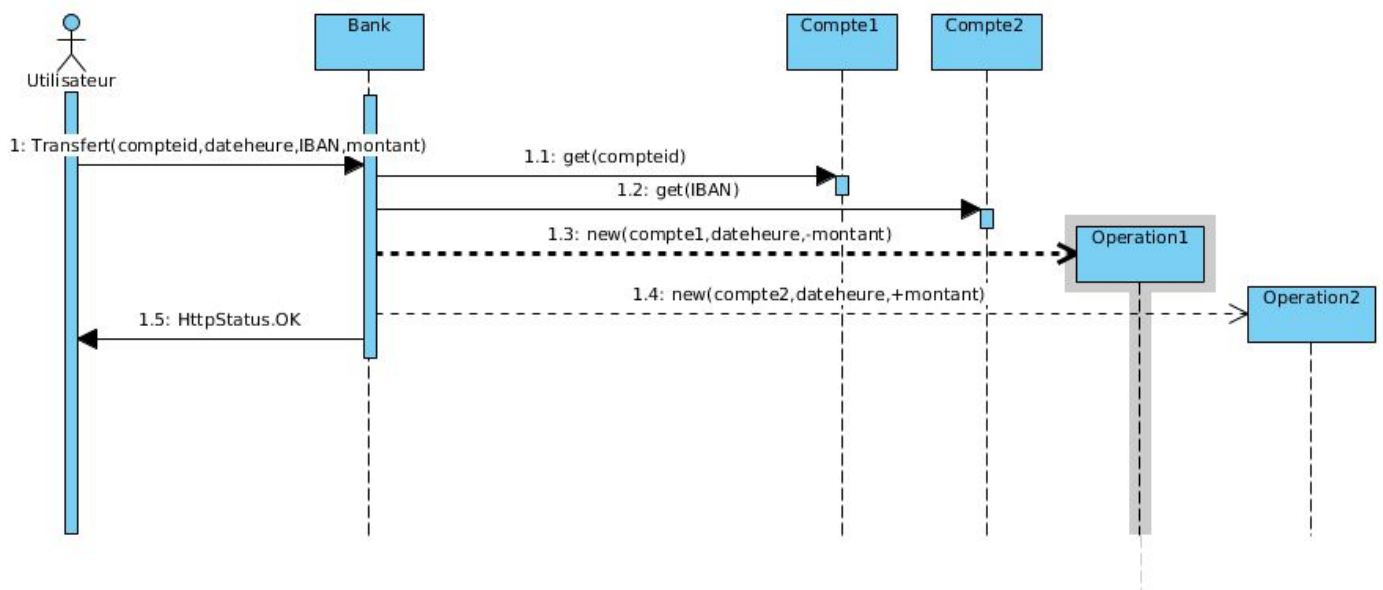 Bank
Compte1
Compte2
Utilisateur
1: Transfert(compteid,dateheure,IBAN,montant)
1.1: get(compteid)
1.2: get(IBAN)
1.3: new(compte1,dateheure,-montant)
Operation1
1.4: new(compte2,dateheure,+montant)
Operation2
1.5: HttpStatus.OK